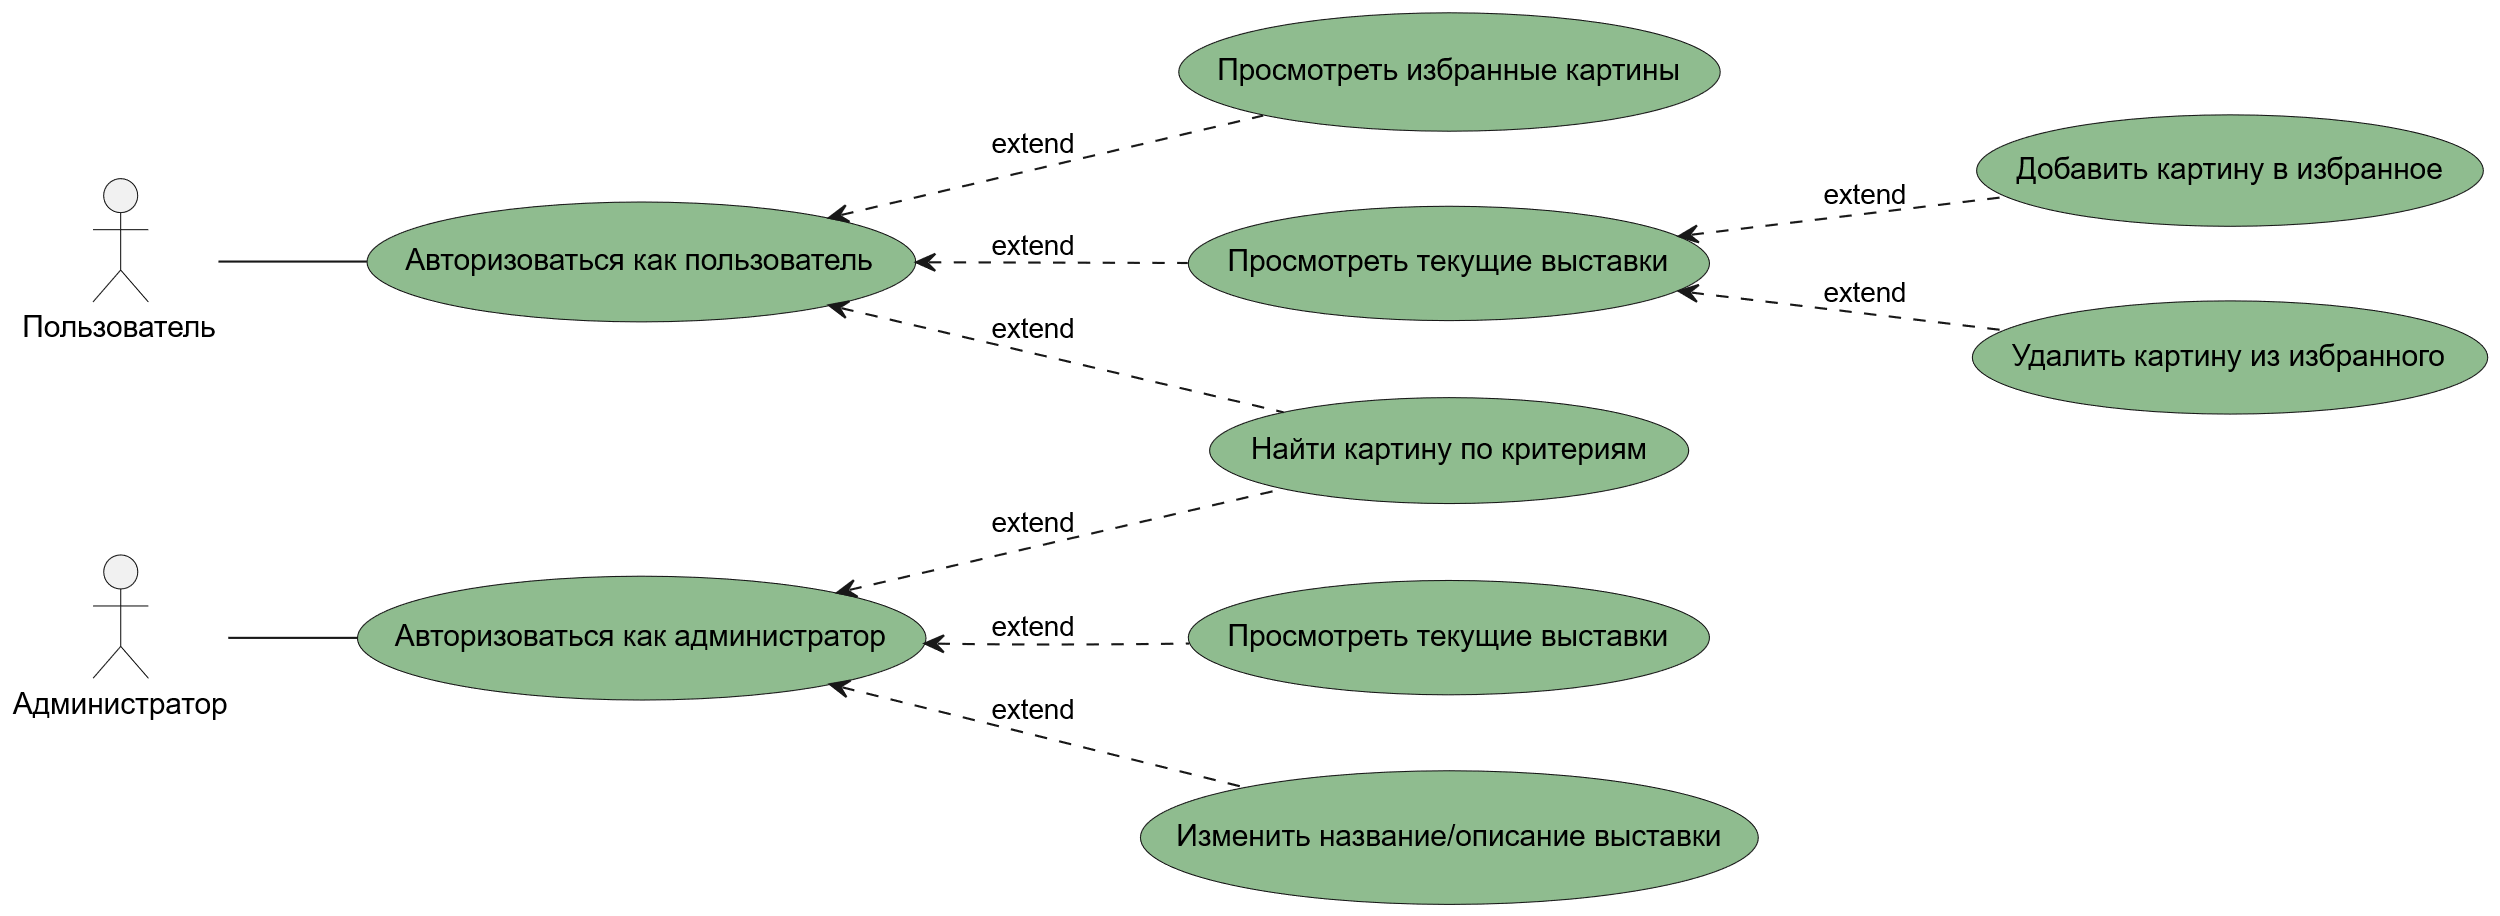 Просмотреть избранные картины
extend
Добавить картину в избранное
extend
Авторизоваться как пользователь
extend
Просмотреть текущие выставки
extend
Пользователь
extend
Удалить картину из избранного
Найти картину по критериям
extend
Авторизоваться как администратор
extend
Просмотреть текущие выставки
Администратор
extend
Изменить название/описание выставки